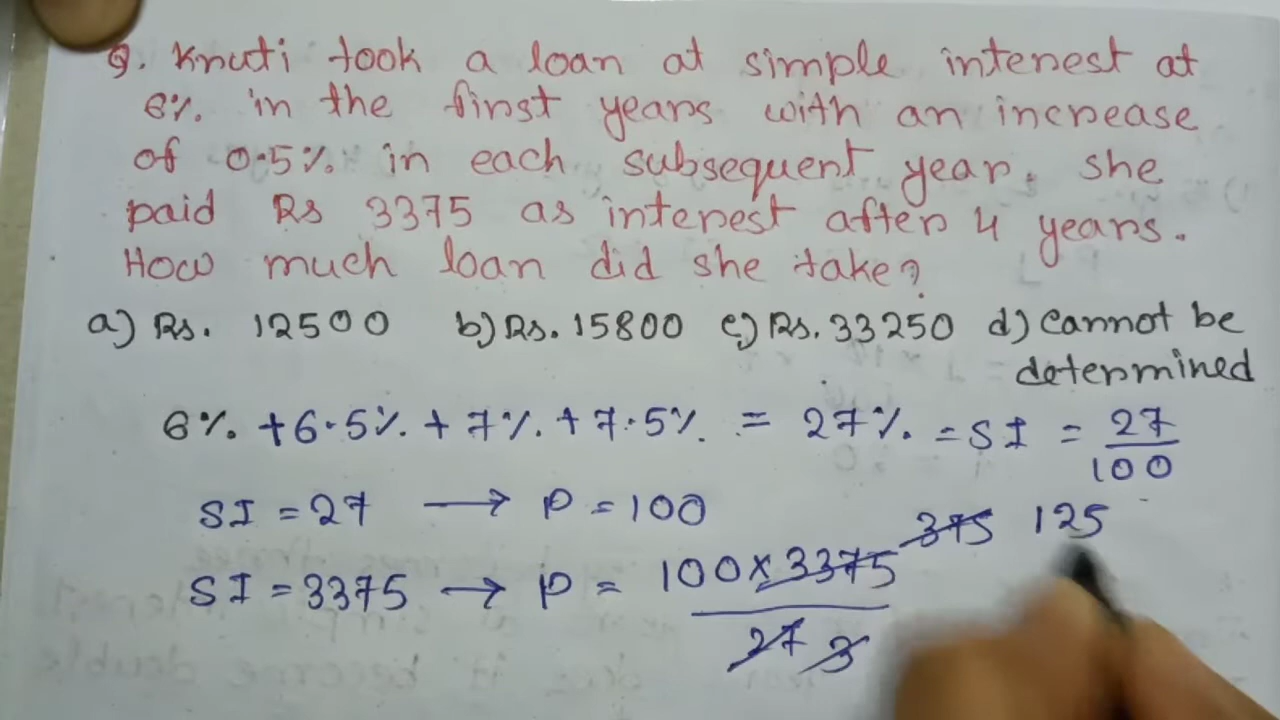 Q. Knuti took a loan at simple interest at
6%. in the first years with an increase
of 0.5% in each subsequent year. she
paid Rs 3375 as interest after 4 years.
How much loan did she take?
a) Rs. 12500 b) Rs. 15800 c) Rs. 33250 d) cannot be
determined
6%. + 6.5%. + 7%. + 7.5%. = 27%. = SI = 27/100
SI = 27 → P = 100
375 125
SI = 3375 → P = 100 × 3375
27 3